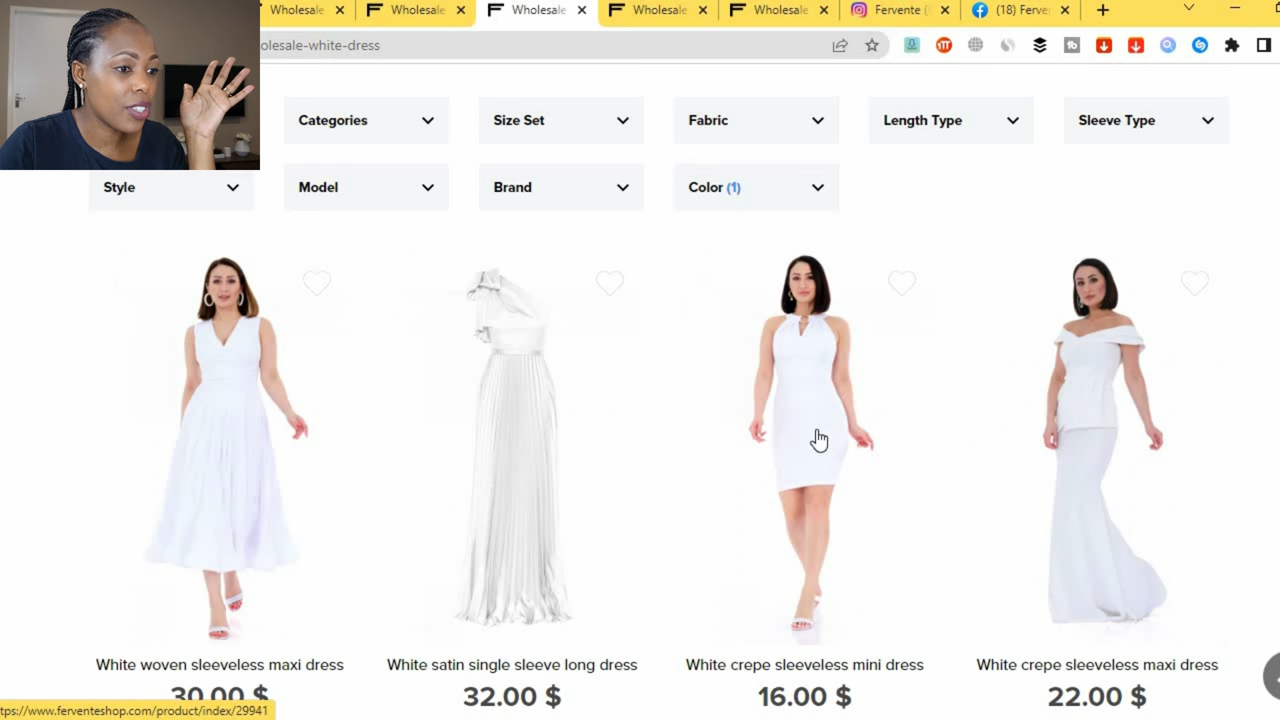 Wholesale
Wholesale
Wholesale
Wholesale
Wholesale
Fervente (
(18) Ferve
olesale-white-dress
Categories
Size Set
Fabric
Length Type
Sleeve Type
Style
Model
Brand
Color (1)
White woven sleeveless maxi dress
White satin single sleeve long dress
White crepe sleeveless mini dress
White crepe sleeveless maxi dress
30.00 $
32.00 $
16.00 $
22.00 $
tps://www.ferventeshop.com/product/index/29941